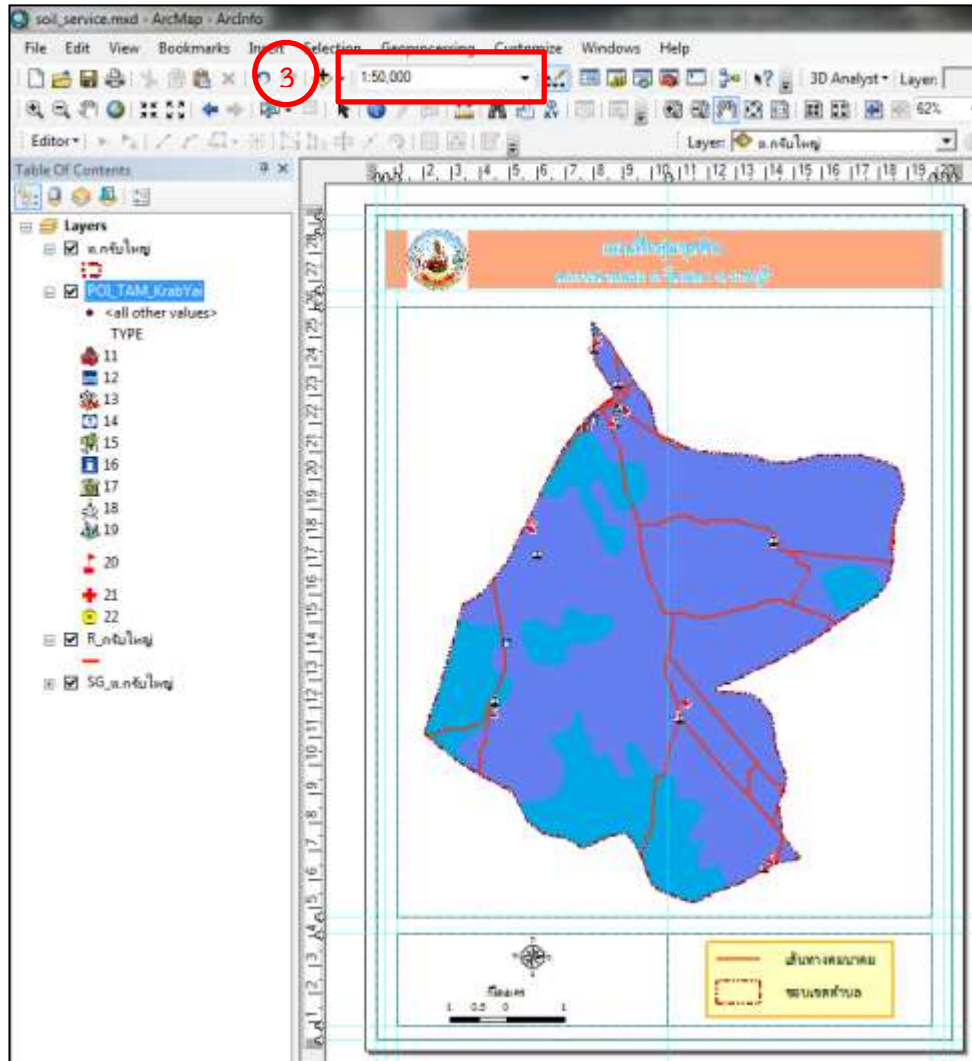 soil_service.mxd - ArcMap - ArcInfo
File Edit View Bookmarks Insert Selection Geoprocessing Customize Windows Help
3
1:50,000
3D Analyst
Layer:
62%
Editor
Layer: ต.กรับใหญ่
Table Of Contents
Layers
ต.กรับใหญ่
POI_TAM_KrabYai
<all other values>
TYPE
11
12
13
14
15
16
17
18
19
20
21
22
R_กรับใหญ่
SG_ต.กรับใหญ่
กิโลเมตร
1 0.5 0 1
เส้นทางคมนาคม
ขอบเขตตำบล